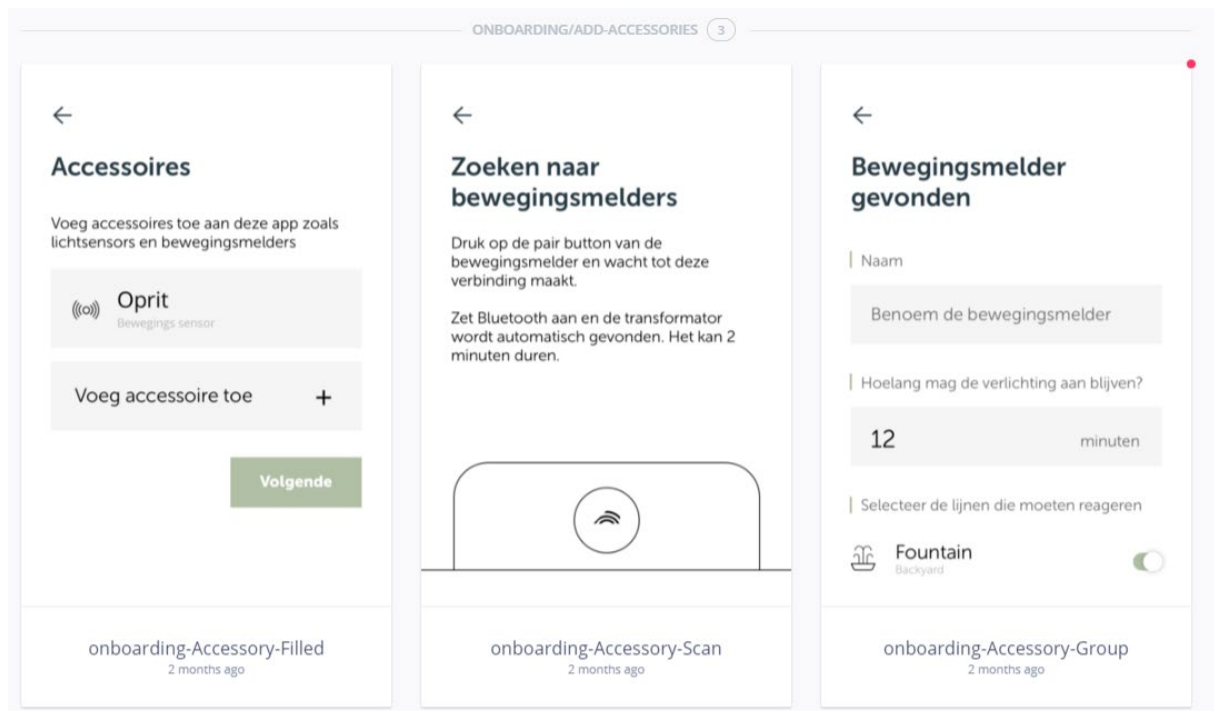 ONBOARDING/ADD-ACCESSORIES 3
Accessoires
Voeg accessoires toe aan deze app zoals
lichtsensors en bewegingsmelders
Oprit
Bewegings sensor
Voeg accessoire toe +
Volgende
onboarding-Accessory-Filled
2 months ago
Zoeken naar
bewegingsmelders
Druk op de pair button van de
bewegingsmelder en wacht tot deze
verbinding maakt.
Zet Bluetooth aan en de transformator
wordt automatisch gevonden. Het kan 2
minuten duren.
onboarding-Accessory-Scan
2 months ago
Bewegingsmelder
gevonden
Naam
Benoem de bewegingsmelder
Hoelang mag de verlichting aan blijven?
12 minuten
Selecteer de lijnen die moeten reageren
Fountain
Backyard
onboarding-Accessory-Group
2 months ago